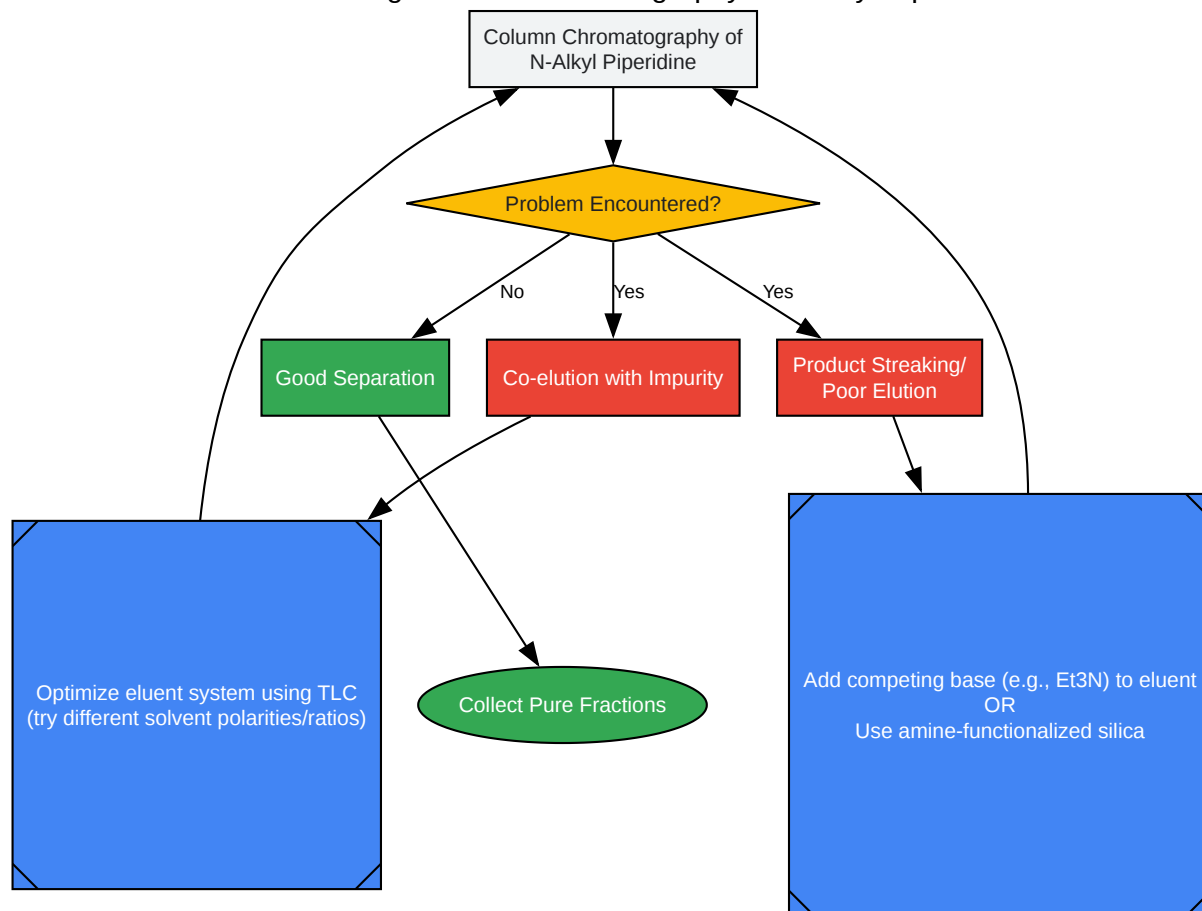 Column Chromatography of
N-Alkyl Piperidine
Problem Encountered?
No
Yes
Yes
Good Separation
Co-elution with Impurity
Product Streaking/
Poor Elution
Optimize eluent system using TLC
(try different solvent polarities/ratios)
Collect Pure Fractions
Add competing base (e.g., Et3N) to eluent
OR
Use amine-functionalized silica